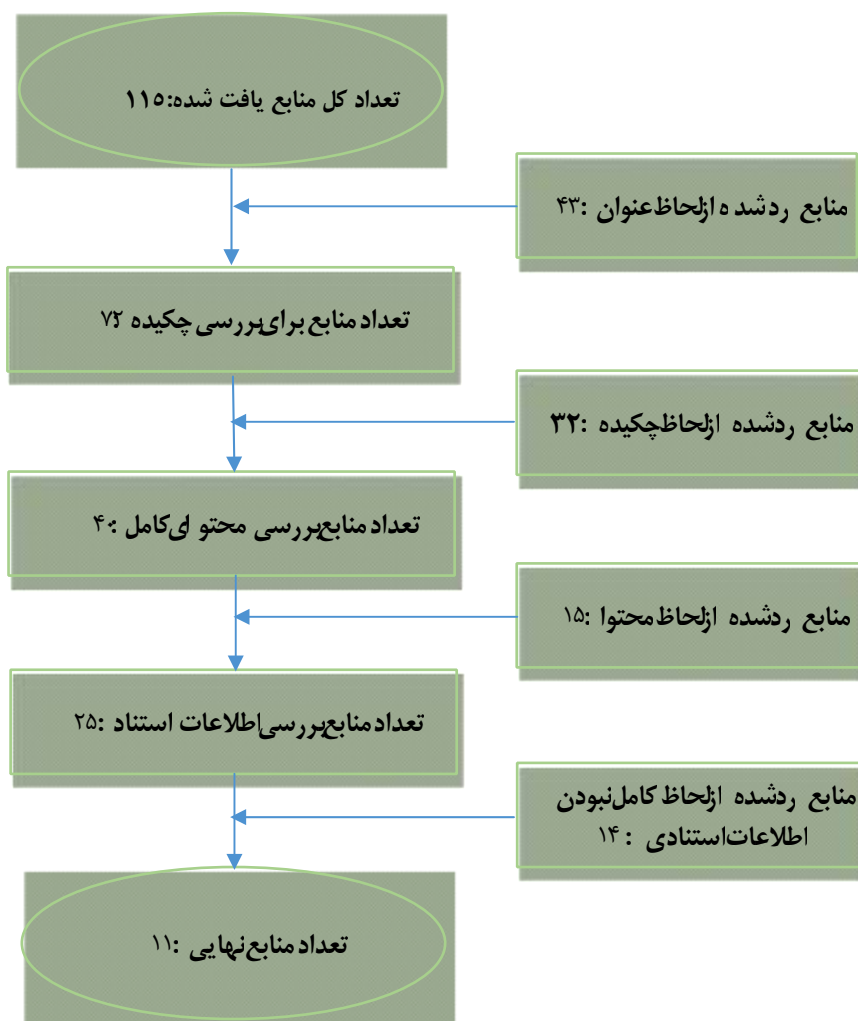 تعداد کل منابع یافت شده:۱۱۵
منابع ردشده ازلحاظ عنوان :۴۳
تعداد منابع برای بررسی چکیده ۷۲
منابع ردشده ازلحاظ چکیده :۳۲
تعداد منابع بررسی محتوای کامل :۴۰
منابع ردشده ازلحاظ محتوا :۱۵
تعداد منابع بررسی اطلاعات استناد :۲۵
منابع ردشده ازلحاظ کامل نبودن
اطلاعات استنادی : ۱۴
تعداد منابع نهایی :۱۱